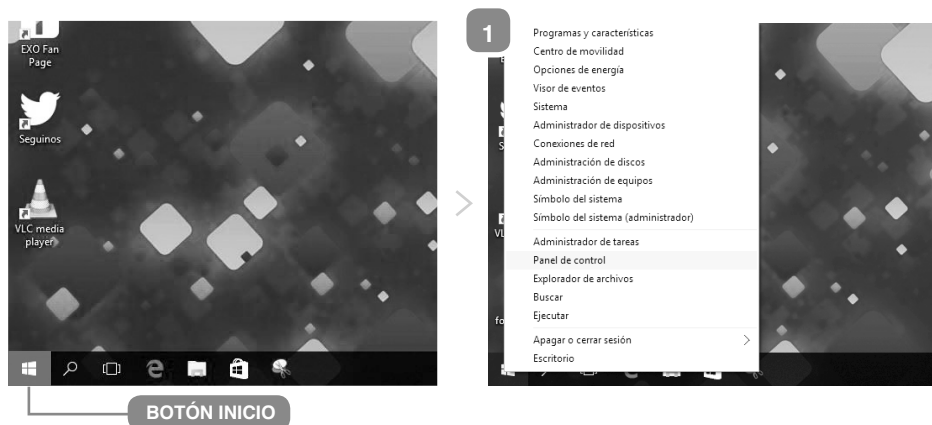 EXO Fan
Page
Seguinos
VLC media
player
BOTÓN INICIO
1
Programas y características
Centro de movilidad
Opciones de energía
Visor de eventos
Sistema
Administrador de dispositivos
Conexiones de red
Administración de discos
Administración de equipos
Símbolo del sistema
Símbolo del sistema (administrador)
Administrador de tareas
Panel de control
Explorador de archivos
Buscar
Ejecutar
Apagar o cerrar sesión
Escritorio